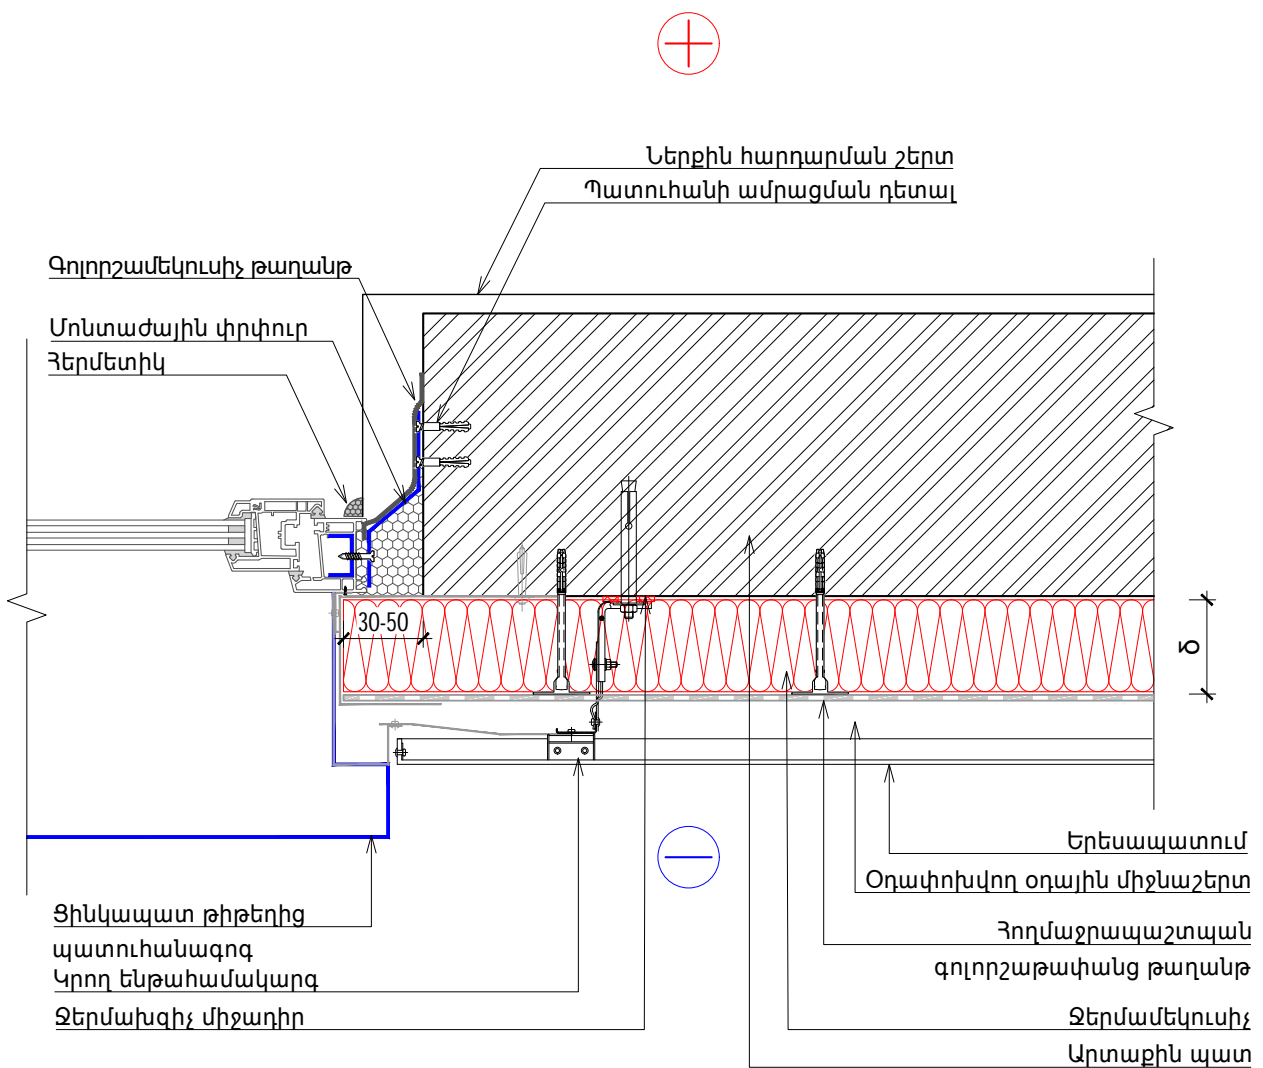 Ներքին հարդարման շերտ
Պատուհանի ամրացման դետալ
Գոլորշամեկուսիչ թաղանթ
Մոնտաժային փրփուր
Հերմետիկ
30-50
δ
Երեսապատում
Օդափոխվող օդային միջնաշերտ
Ցինկապատ թիթեղից
պատուհանագոգ
Հողմաջրապաշտպան
գոլորշաթափանց թաղանթ
Կրող ենթահամակարգ
Ջերմախզիչ միջադիր
Ջերմամեկուսիչ
Արտաքին պատ